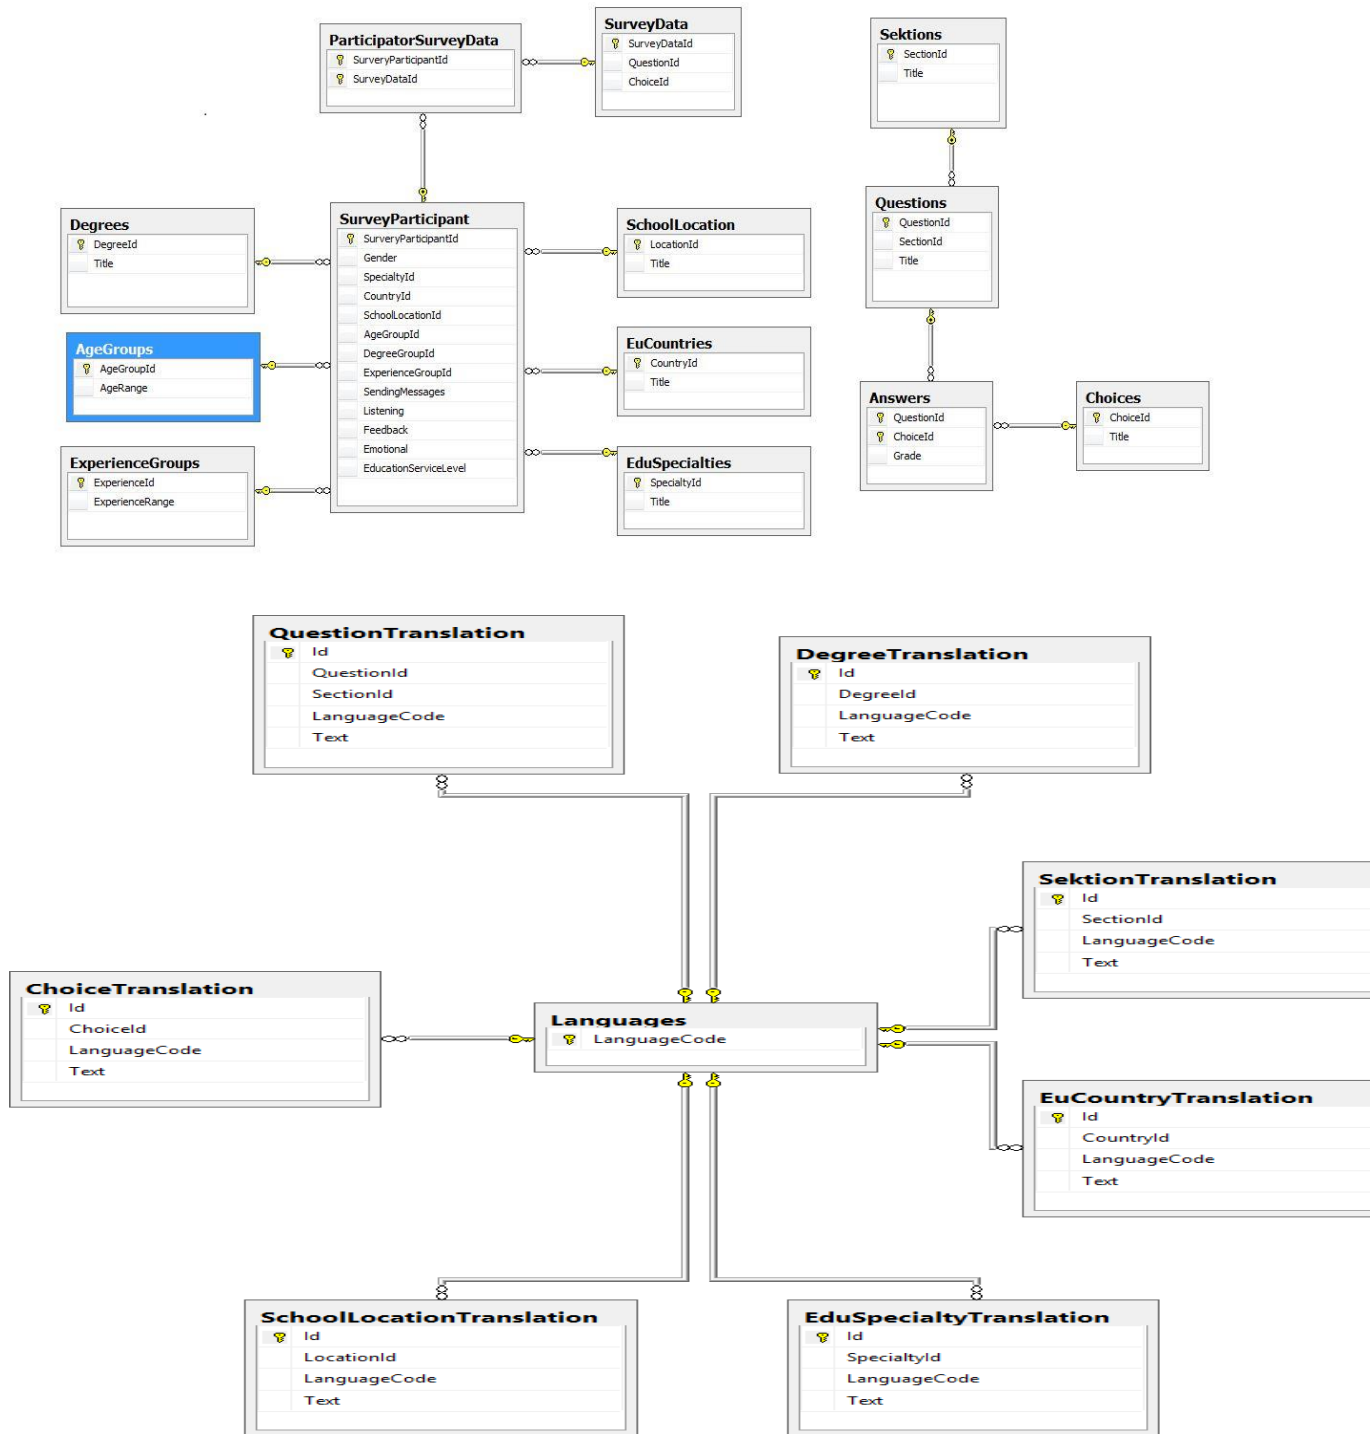 ParticipatorSurveyData
SurveryParticipantId
SurveyDataId
SurveyData
SurveyDataId
QuestionId
ChoiceId
Sektions
SectionId
Title
Degrees
DegreeId
Title
SurveyParticipant
SurveryParticipantId
Gender
SpecialtyId
CountryId
SchoolLocationId
AgeGroupId
DegreeGroupId
ExperienceGroupId
SendingMessages
Listening
Feedback
Emotional
EducationServiceLevel
SchoolLocation
LocationId
Title
Questions
QuestionId
SectionId
Title
AgeGroups
AgeGroupId
AgeRange
EuCountries
CountryId
Title
Answers
QuestionId
ChoiceId
Grade
Choices
ChoiceId
Title
ExperienceGroups
ExperienceId
ExperienceRange
EduSpecialties
SpecialtyId
Title
QuestionTranslation
Id
QuestionId
SectionId
LanguageCode
Text
DegreeTranslation
Id
DegreeId
LanguageCode
Text
SektionTranslation
Id
SectionId
LanguageCode
Text
ChoiceTranslation
Id
ChoiceId
LanguageCode
Text
Languages
LanguageCode
EuCountryTranslation
Id
CountryId
LanguageCode
Text
SchoolLocationTranslation
Id
LocationId
LanguageCode
Text
EduSpecialtyTranslation
Id
SpecialtyId
LanguageCode
Text